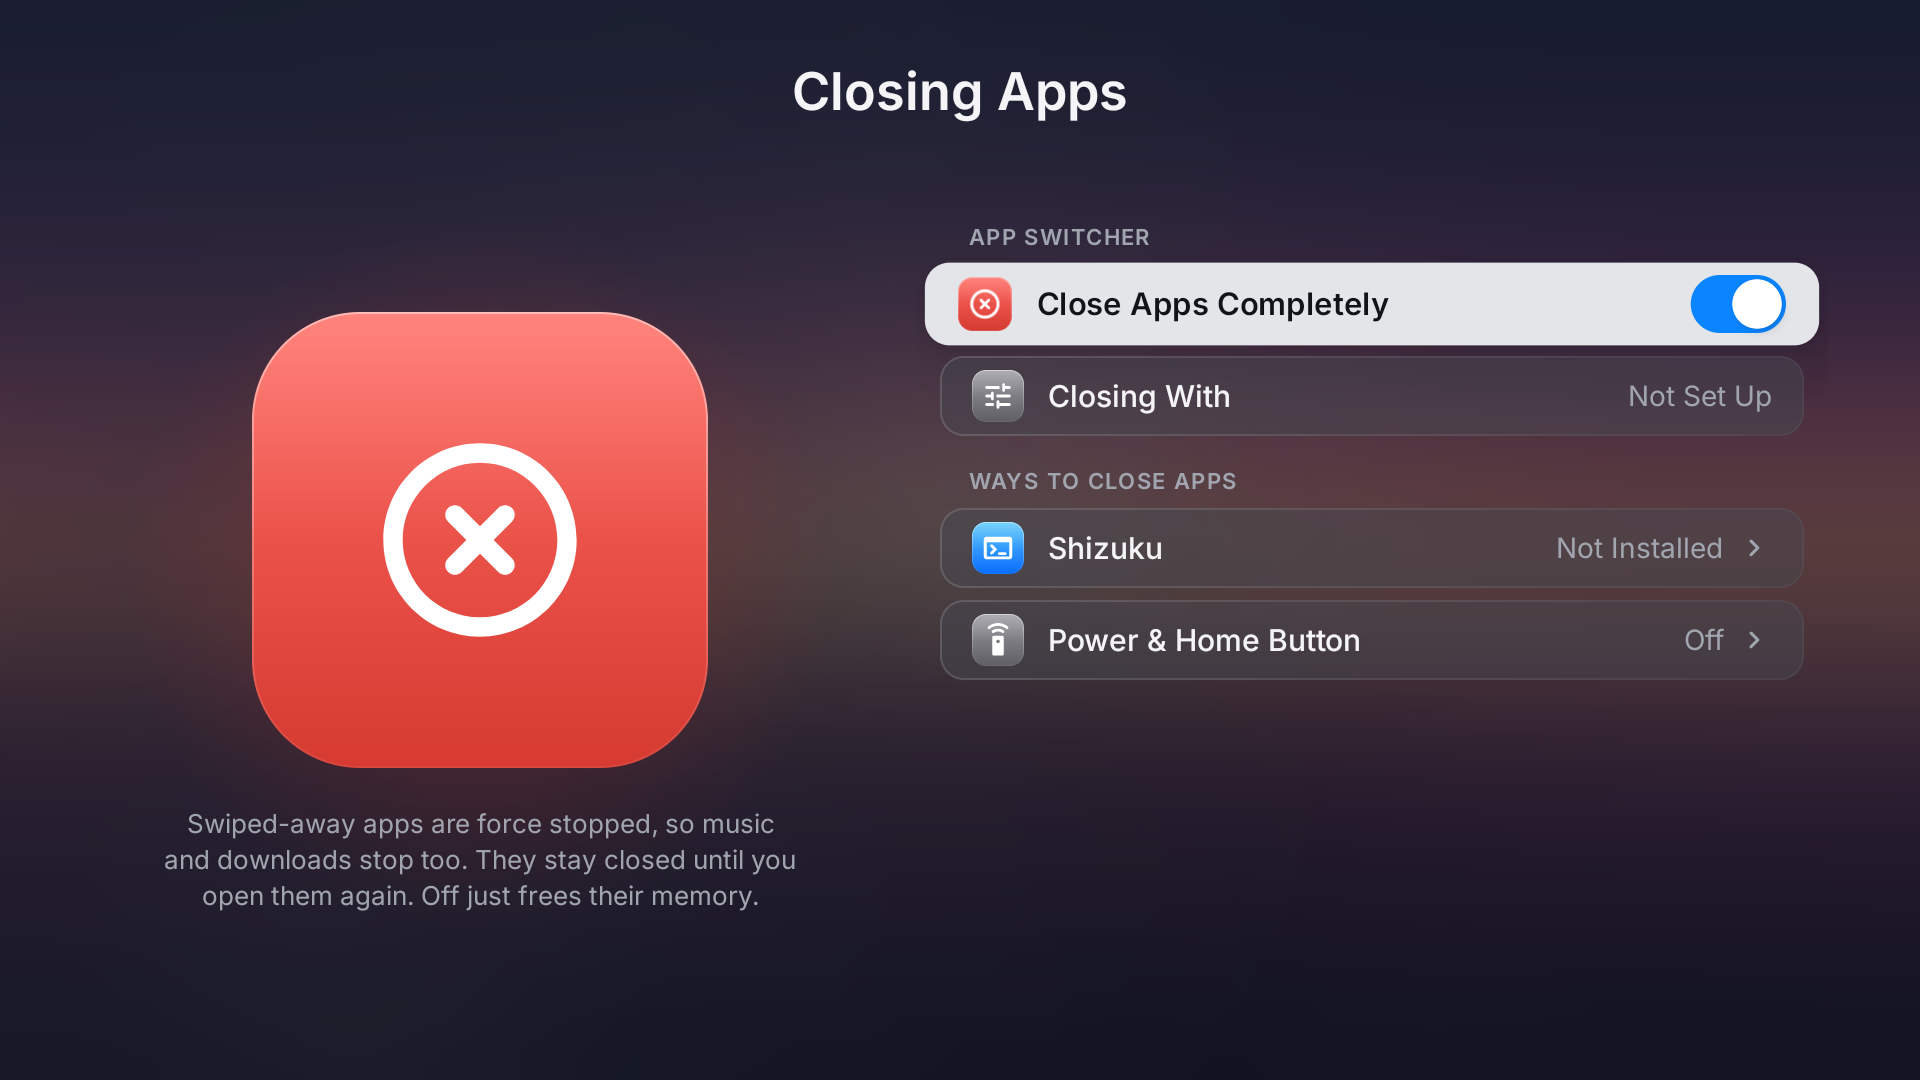 Closing Apps
APP SWITCHER
Close Apps Completely
Closing With
Not Set Up
WAYS TO CLOSE APPS
Shizuku
Not Installed
Power & Home Button
Off
Swiped-away apps are force stopped, so music
and downloads stop too. They stay closed until you
open them again. Off just frees their memory.